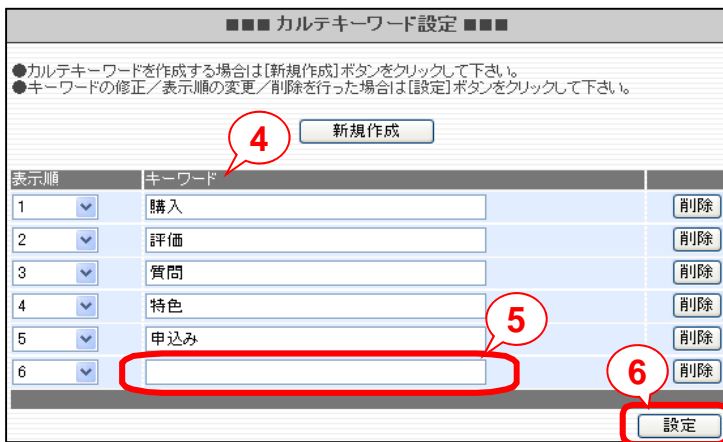 ■■■ カルテキーワード設定 ■■■
●カルテキーワードを作成する場合は[新規作成]ボタンをクリックして下さい。
●キーワードの修正／表示順の変更／削除を行った場合は[設定]ボタンをクリックして下さい。
4 新規作成
表示順 キーワード
1 購入 削除
2 評価 削除
3 質問 削除
4 特色 削除
5 申込み 5 削除
6 6 削除
設定